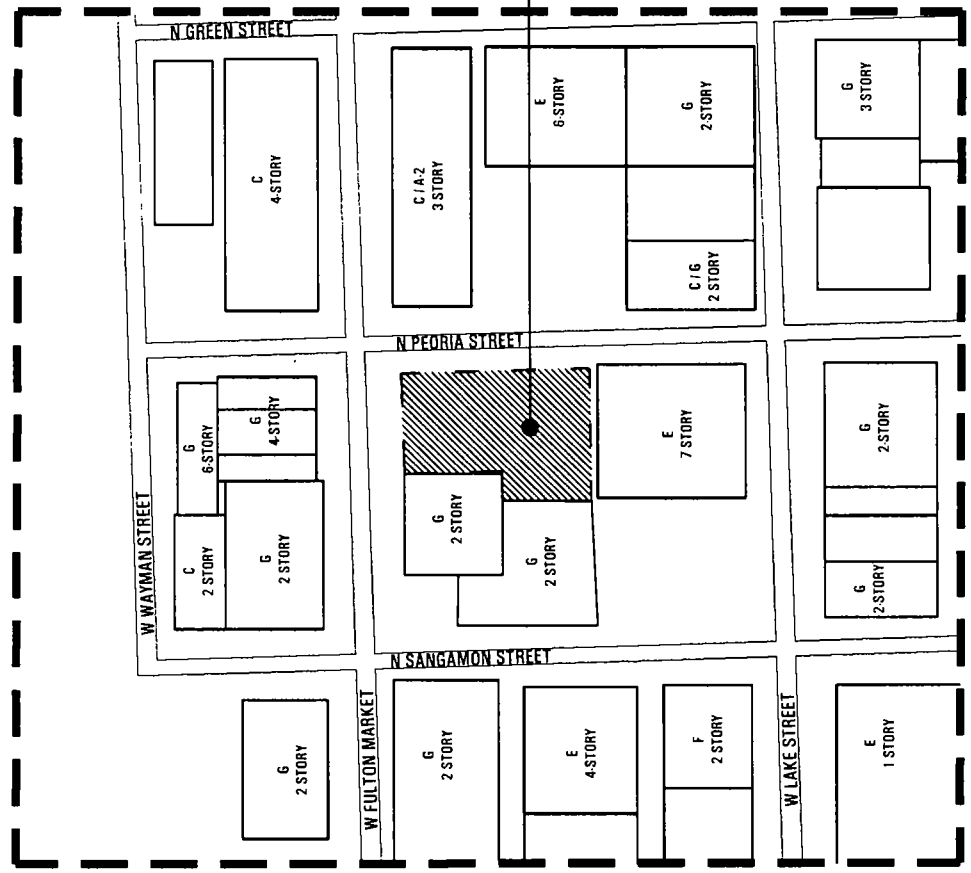 N GREEN STREET
C
4-STORY
C / A-2
3 STORY
E
6-STORY
G
2-STORY
C / G
2 STORY
G
3 STORY
N PEORIA STREET
G
6-STORY
G
4-STORY
C
2 STORY
G
2 STORY
G
2 STORY
G
2 STORY
E
7 STORY
G
2-STORY
G
2-STORY
W WAYMAN STREET
N SANGAMON STREET
G
2 STORY
W FULTON MARKET
G
2 STORY
E
4-STORY
F
2 STORY
W LAKE STREET
E
1 STORY